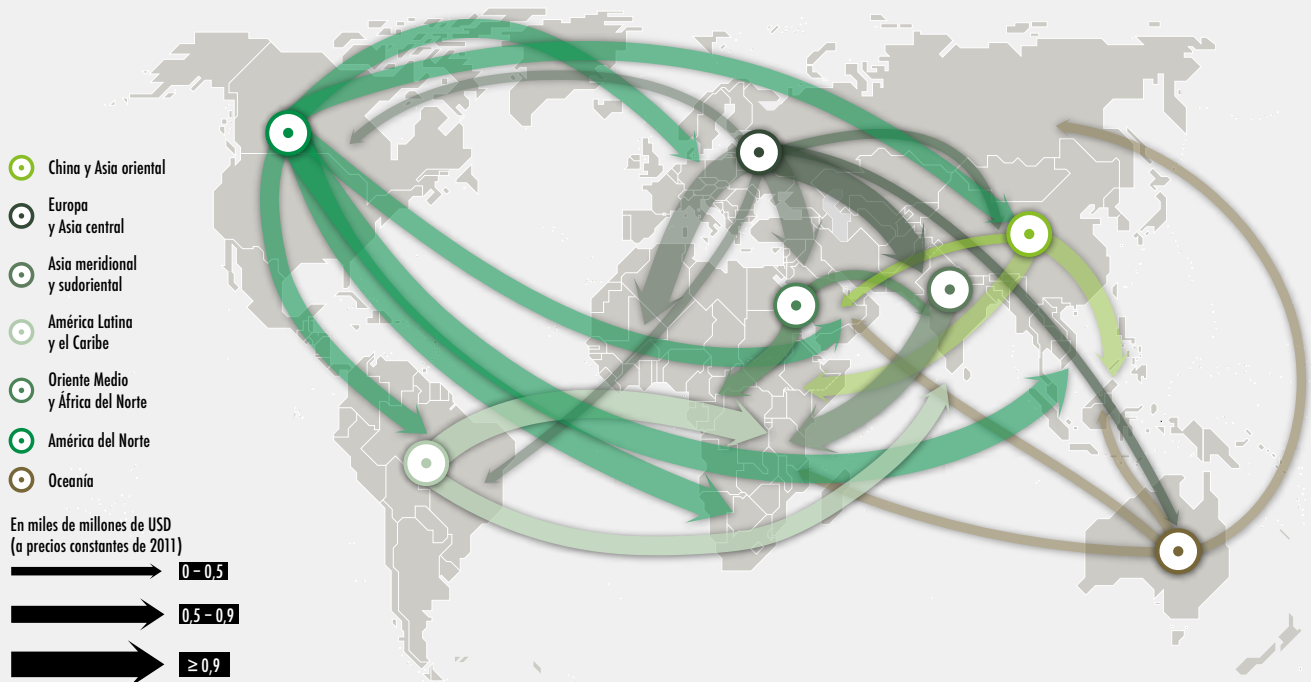 China y Asia oriental
Europa
y Asia central
Asia meridional
y sudoriental
América Latina
y el Caribe
Oriente Medio
y África del Norte
América del Norte
Oceanía
En miles de millones de USD
(a precios constantes de 2011)
0 – 0,5
0,5 – 0,9
≥ 0,9